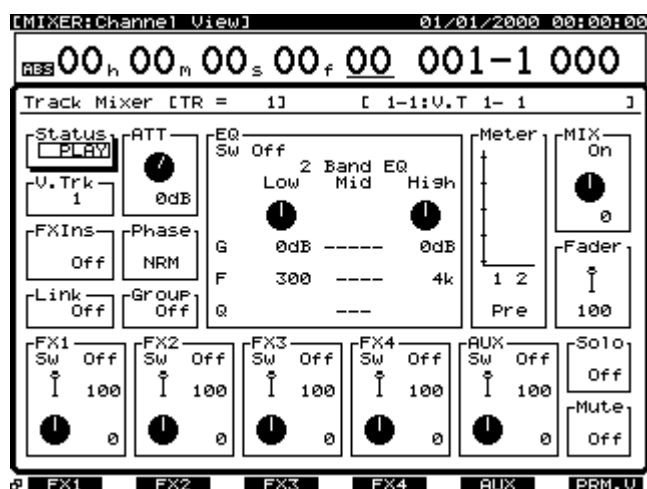 [MIXER:Channel View] 01/01/2000 00:00:00
ABS 00 h 00 m 00 s 00 f 00 001-1 000
Track Mixer [TR = 1] [ 1-1:V.T 1- 1 ]
Status ATT EQ Meter MIX
PLAY Sw Off On
2 Band EQ
V.Trk Low Mid High
1 0dB 0
FXIns Phase Fader
G 0dB ----- 0dB
Off NRM
F 300 ---- 4k 1 2
Link Group
Off Off Q --- Pre 100
FX1 FX2 FX3 FX4 AUX Solo
Sw Off Sw Off Sw Off Sw Off Sw Off
Off
100 100 100 100 100
Mute
0 0 0 0 0 Off
FX1 FX2 FX3 FX4 AUX PRM.V